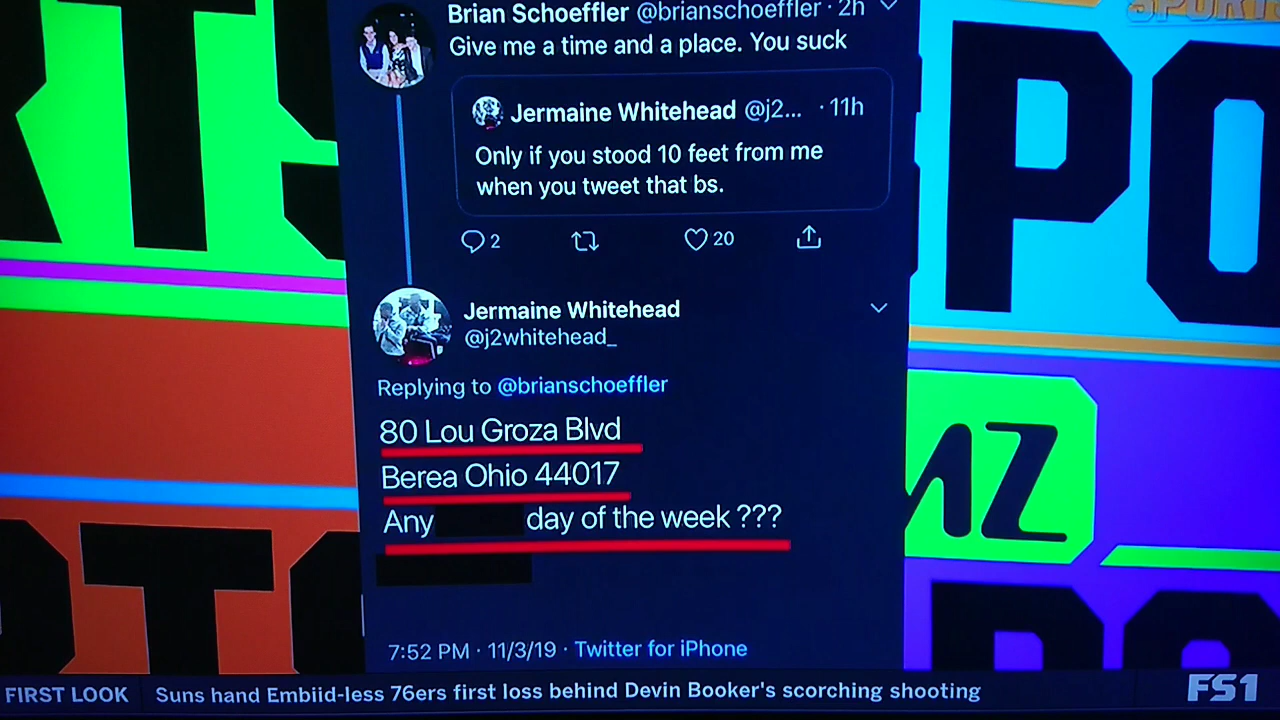 Brian Schoeffler @brianschoeffler · 2h
Give me a time and a place. You suck
Jermaine Whitehead @j2... · 11h
Only if you stood 10 feet from me
when you tweet that bs.
2
20
Jermaine Whitehead
@j2whitehead_
Replying to @brianschoeffler
80 Lou Groza Blvd
Berea Ohio 44017
Any day of the week ???
7:52 PM · 11/3/19 · Twitter for iPhone
FIRST LOOK
Suns hand Embiid-less 76ers first loss behind Devin Booker's scorching shooting
FS1